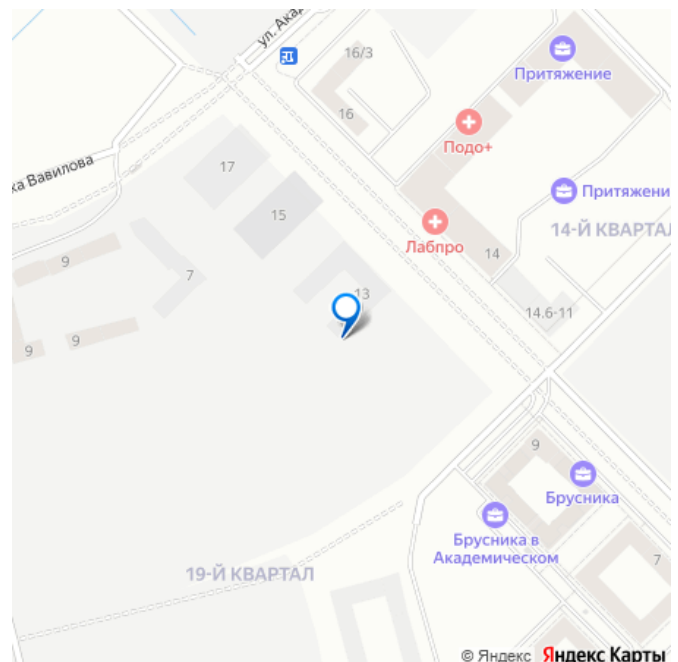 ул. Ака
16/3
Притяжение
16
Подо+
ка Вавилова
17
Притяжени
15
14-Й КВАРТАЛ
Лабпро
14
9
7
13
14.6-11
9
9
9
Брусника
Брусника в
Академическом
7
19-Й КВАРТАЛ
© Яндекс Яндекс Карты